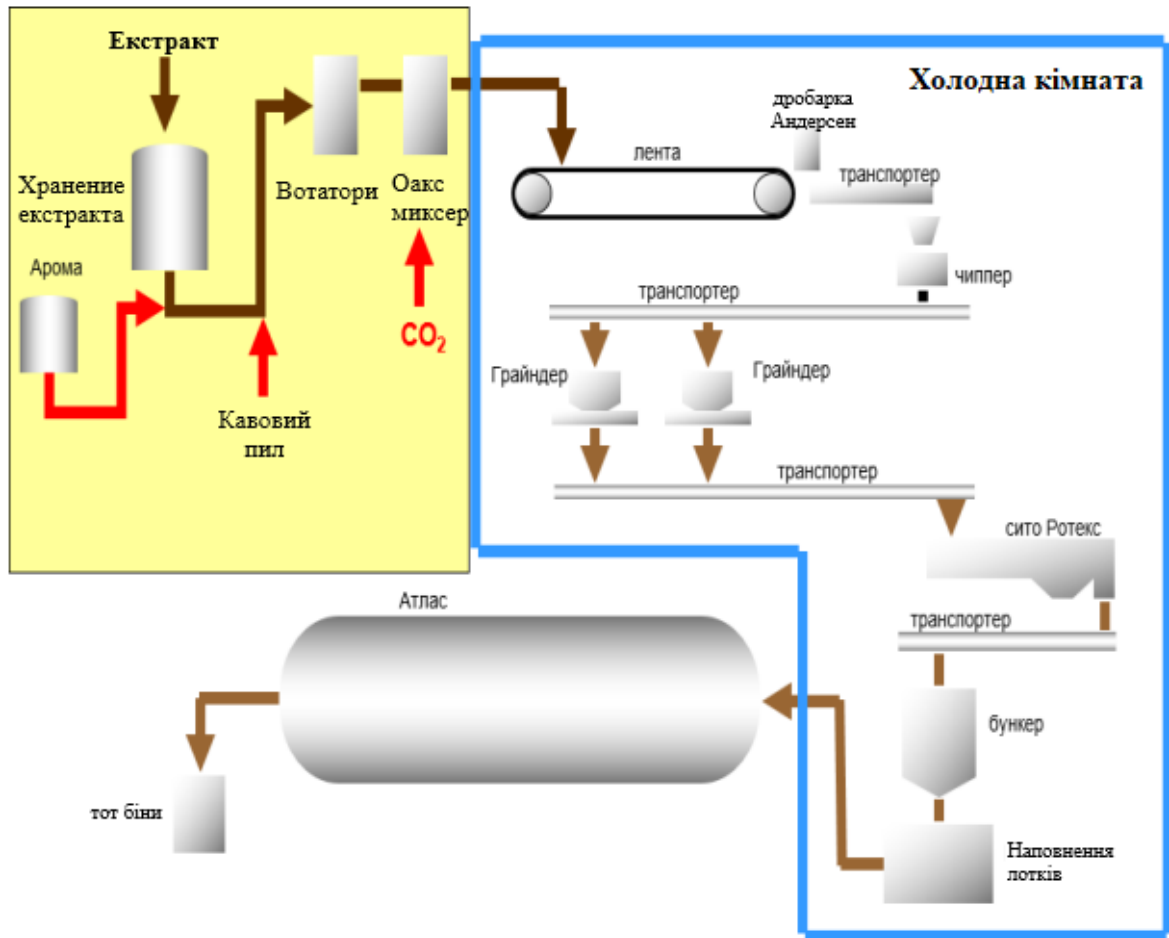 Екстракт
Холодна кімната
дробарка
Андерсен
лента
транспортер
Хранение
екстракта
Вотатори
Оакс
миксер
Арома
чиппер
транспортер
CO₂
Грайндер
Грайндер
Кавовий
пил
транспортер
сито Ротекс
Атлас
транспортер
бункер
тот біни
Наповнення
лотків